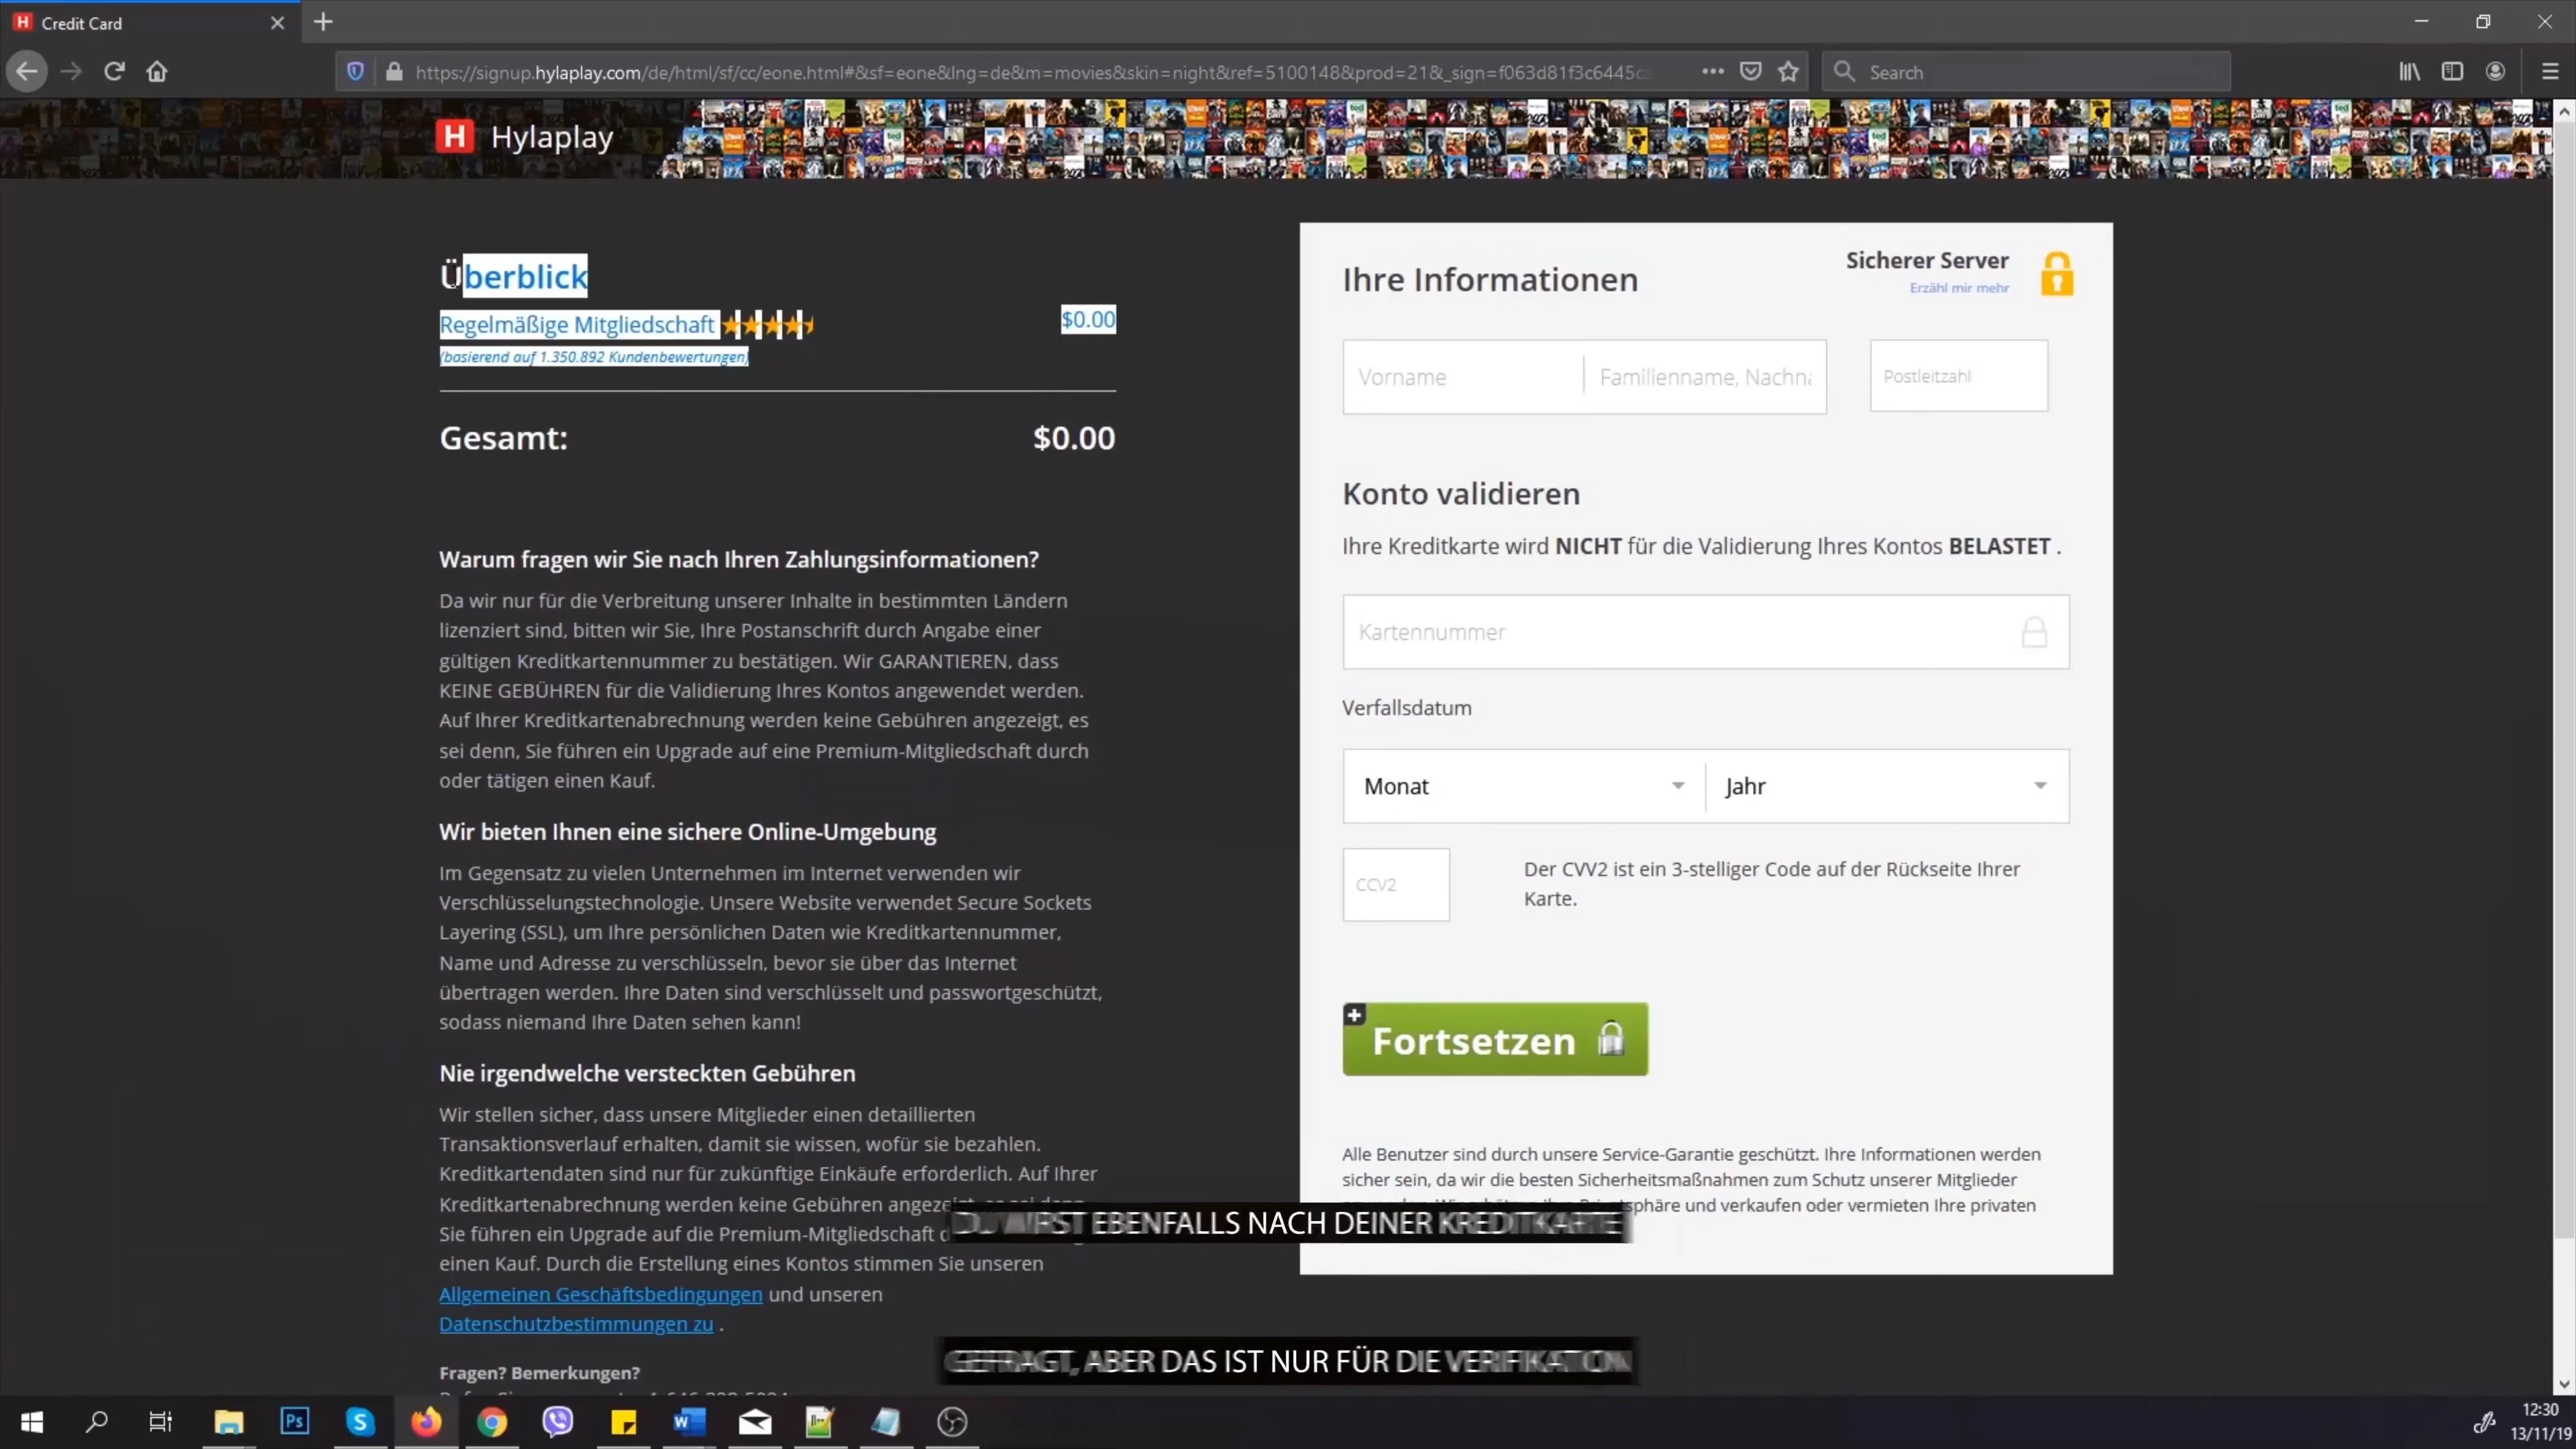 Credit Card
https://signup.hylaplay.com/de/html/sf/cc/eone.html#&sf=eone&lng=de&m=movies&skin=night&ref=5100148&prod=21&_sign=f063d81f3c6445ca
Search
H Hylaplay
Überblick
Regelmäßige Mitgliedschaft
$0.00
(basierend auf 1.350.892 Kundenbewertungen)
Gesamt: $0.00
Warum fragen wir Sie nach Ihren Zahlungsinformationen?
Da wir nur für die Verbreitung unserer Inhalte in bestimmten Ländern
lizenziert sind, bitten wir Sie, Ihre Postanschrift durch Angabe einer
gültigen Kreditkartennummer zu bestätigen. Wir GARANTIEREN, dass
KEINE GEBÜHREN für die Validierung Ihres Kontos angewendet werden.
Auf Ihrer Kreditkartenabrechnung werden keine Gebühren angezeigt, es
sei denn, Sie führen ein Upgrade auf eine Premium-Mitgliedschaft durch
oder tätigen einen Kauf.
Wir bieten Ihnen eine sichere Online-Umgebung
Im Gegensatz zu vielen Unternehmen im Internet verwenden wir
Verschlüsselungstechnologie. Unsere Website verwendet Secure Sockets
Layering (SSL), um Ihre persönlichen Daten wie Kreditkartennummer,
Name und Adresse zu verschlüsseln, bevor sie über das Internet
übertragen werden. Ihre Daten sind verschlüsselt und passwortgeschützt,
sodass niemand Ihre Daten sehen kann!
Nie irgendwelche versteckten Gebühren
Wir stellen sicher, dass unsere Mitglieder einen detaillierten
Transaktionsverlauf erhalten, damit sie wissen, wofür sie bezahlen.
Kreditkartendaten sind nur für zukünftige Einkäufe erforderlich. Auf Ihrer
Kreditkartenabrechnung werden keine Gebühren
Sie führen ein Upgrade auf die Premium-Mitgliedschaft
einen Kauf. Durch die Erstellung eines Kontos stimmen Sie unseren
Allgemeinen Geschäftsbedingungen und unseren
Datenschutzbestimmungen zu .
Fragen? Bemerkungen?
Ihre Informationen
Sicherer Server
Erzähl mir mehr
Vorname
Familienname, Nachna
Postleitzahl
Konto validieren
Ihre Kreditkarte wird NICHT für die Validierung Ihres Kontos BELASTET .
Kartennummer
Verfallsdatum
Monat
Jahr
CCV2
Der CVV2 ist ein 3-stelliger Code auf der Rückseite Ihrer
Karte.
Fortsetzen
Alle Benutzer sind durch unsere Service-Garantie geschützt. Ihre Informationen werden
sicher sein, da wir die besten Sicherheitsmaßnahmen zum Schutz unserer Mitglieder
und verkaufen oder vermieten Ihre privaten
DU WIRST EBENFALLS NACH DEINER KREDITKARTE
GEFRAGT, ABER DAS IST NUR FÜR DIE VERIFIKATION
12:30
13/11/19